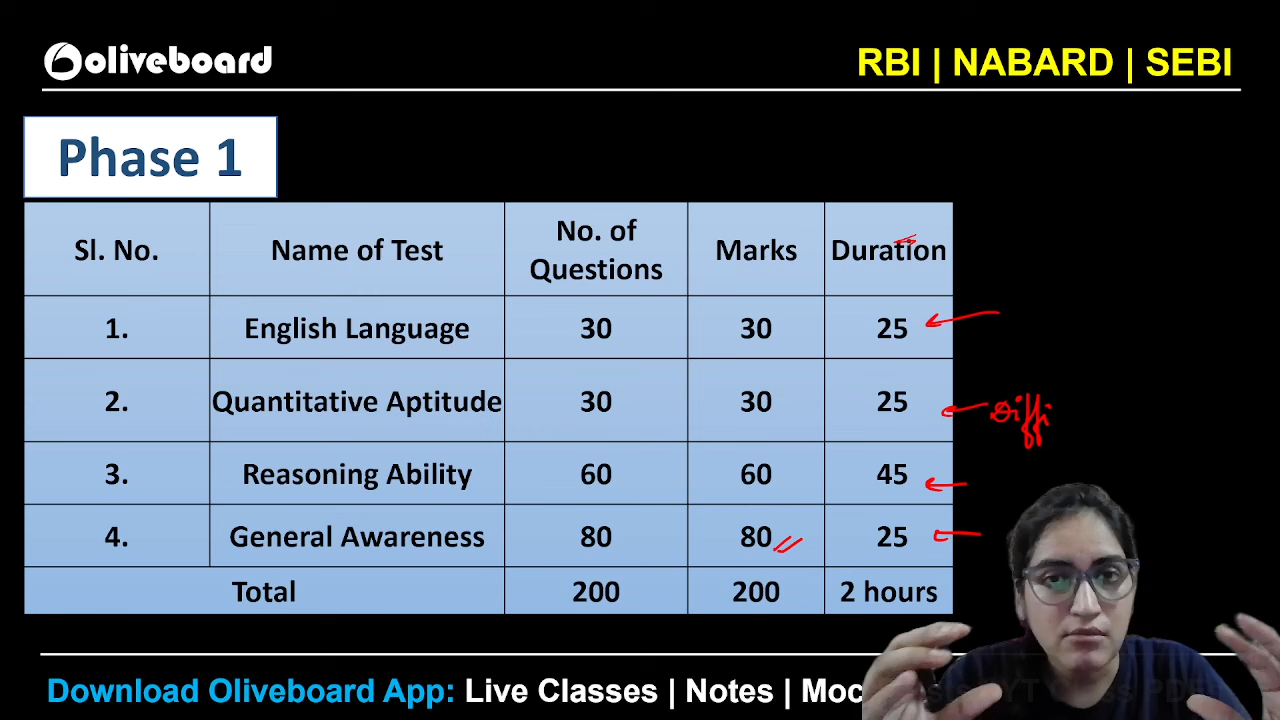 oliveboard
RBI | NABARD | SEBI
Phase 1
Sl. No. Name of Test No. of Questions Marks Duration
1. English Language 30 30 25
2. Quantitative Aptitude 30 30 25
Diffi
3. Reasoning Ability 60 60 45
4. General Awareness 80 80 25
Total 200 200 2 hours
Download Oliveboard App: Live Classes | Notes |